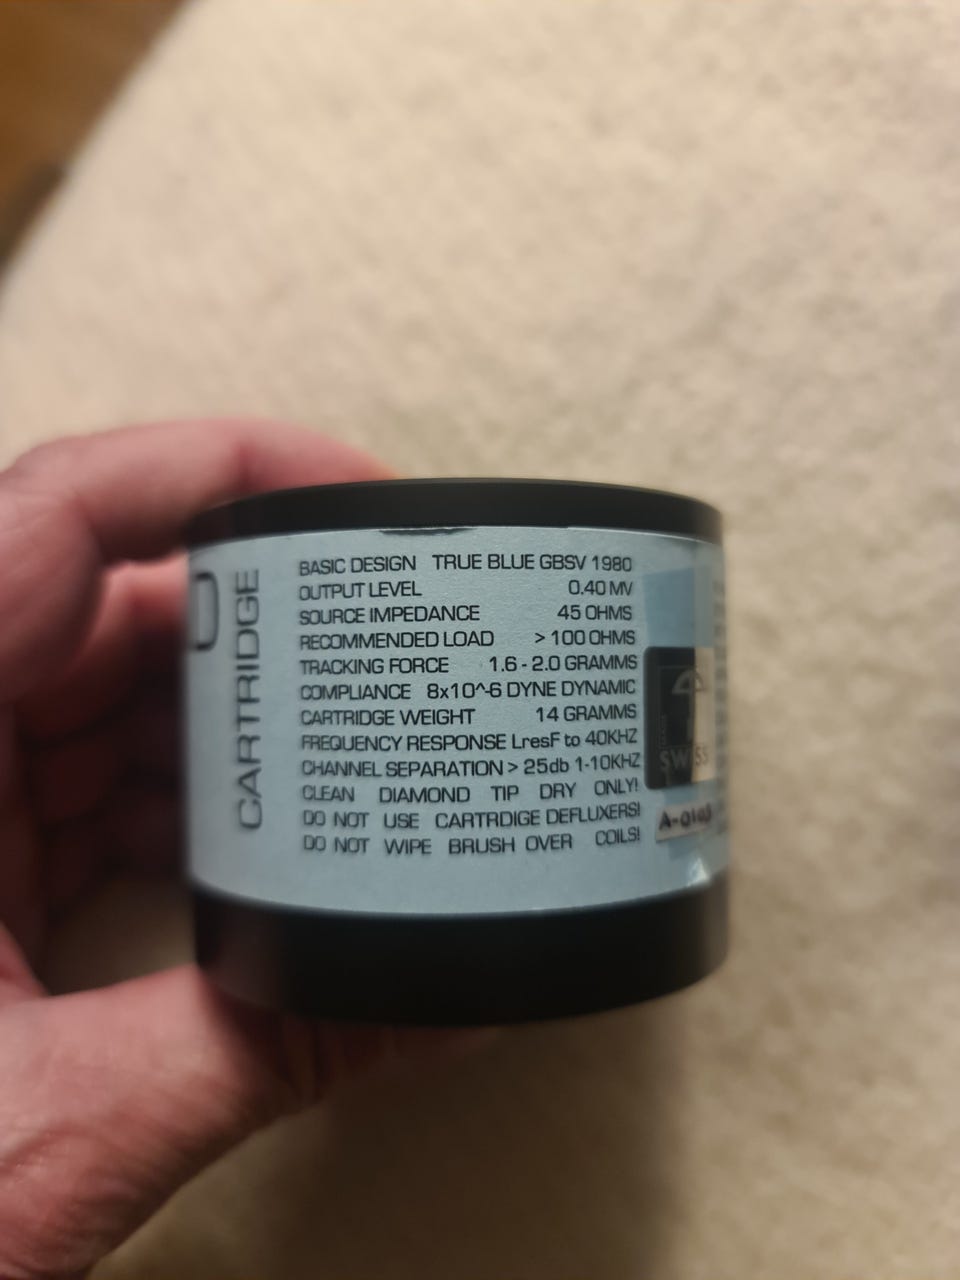 CARTRIDGE
BASIC DESIGN TRUE BLUE GBSV 1980
OUTPUT LEVEL 0.40 MV
SOURCE IMPEDANCE 45 OHMS
RECOMMENDED LOAD > 100 OHMS
TRACKING FORCE 1.6 - 2.0 GRAMMS
COMPLIANCE 8x10^-6 DYNE DYNAMIC
CARTRIDGE WEIGHT 14 GRAMMS
FREQUENCY RESPONSE LresF to 40KHZ
CHANNEL SEPARATION > 25db 1-10KHZ
CLEAN DIAMOND TIP DRY ONLY!
DO NOT USE CARTRDIGE DEFLUXERS!
DO NOT WIPE BRUSH OVER COILS!
SWISS